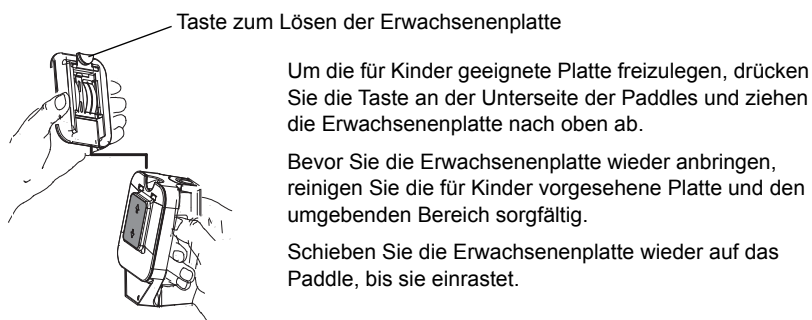 Taste zum Lösen der Erwachsenenplatte
Um die für Kinder geeignete Platte freizulegen, drücken
Sie die Taste an der Unterseite der Paddles und ziehen
die Erwachsenenplatte nach oben ab.
Bevor Sie die Erwachsenenplatte wieder anbringen,
reinigen Sie die für Kinder vorgesehene Platte und den
umgebenden Bereich sorgfältig.
Schieben Sie die Erwachsenenplatte wieder auf das
Paddle, bis sie einrastet.